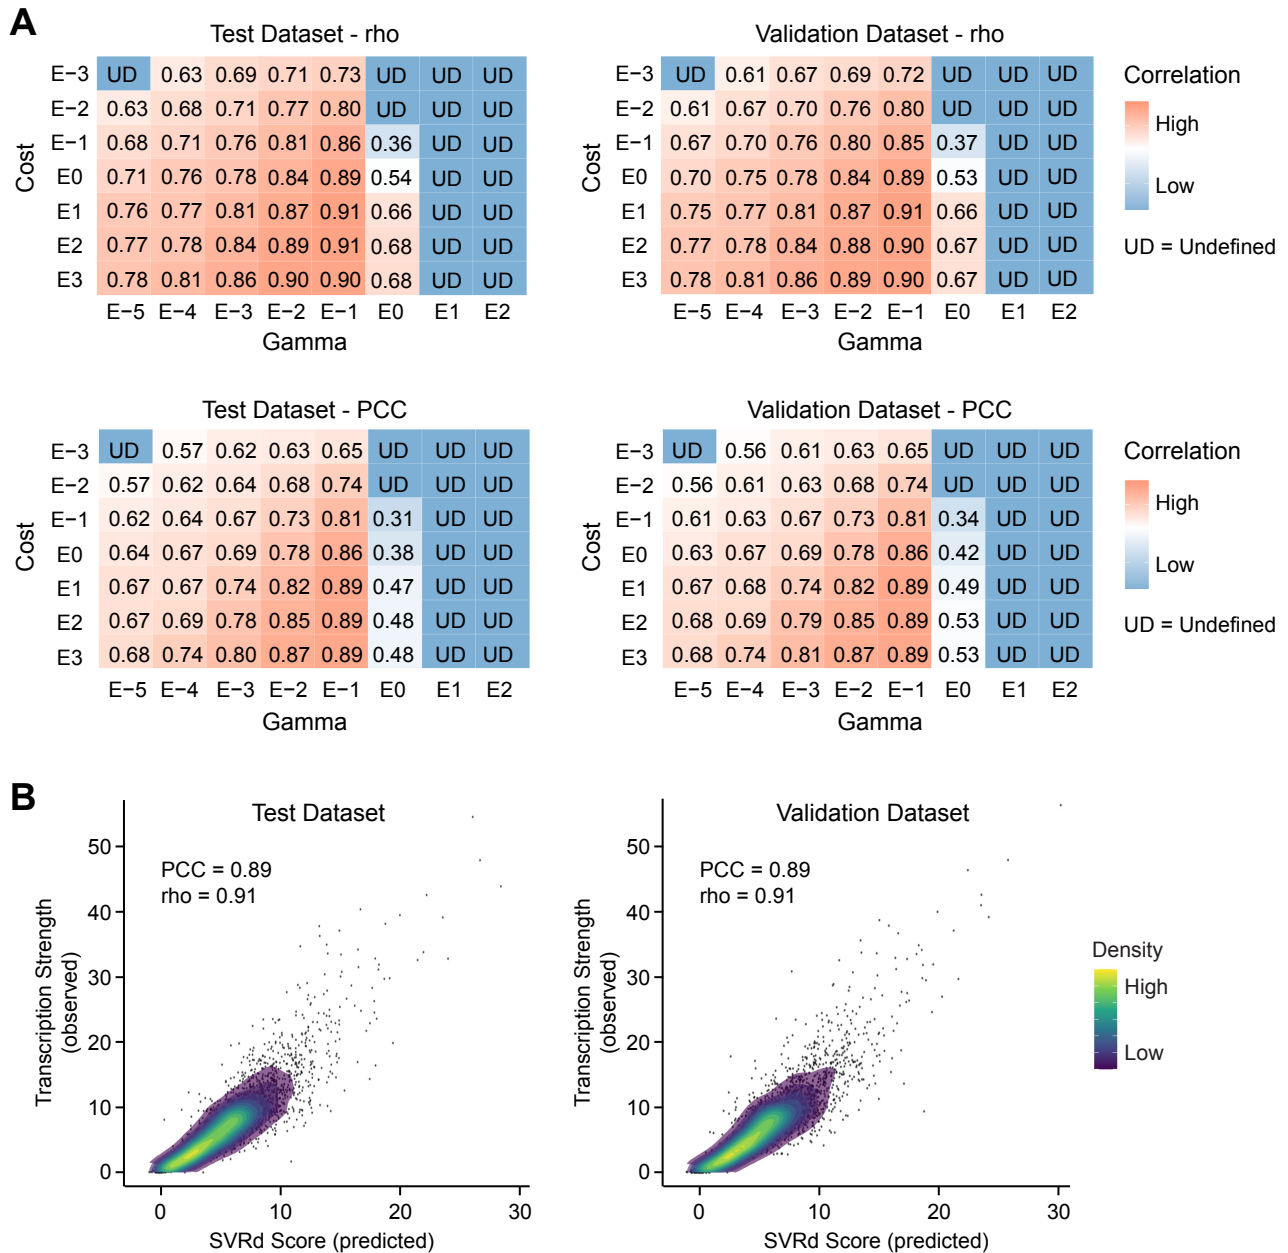 A
Test Dataset - rho
E−3 UD 0.63 0.69 0.71 0.73 UD UD UD
E−2 0.63 0.68 0.71 0.77 0.80 UD UD UD
E−1 0.68 0.71 0.76 0.81 0.86 0.36 UD UD
E0 0.71 0.76 0.78 0.84 0.89 0.54 UD UD
E1 0.76 0.77 0.81 0.87 0.91 0.66 UD UD
E2 0.77 0.78 0.84 0.89 0.91 0.68 UD UD
E3 0.78 0.81 0.86 0.90 0.90 0.68 UD UD
Cost
E−5 E−4 E−3 E−2 E−1 E0 E1 E2
Gamma
Validation Dataset - rho
E−3 UD 0.61 0.67 0.69 0.72 UD UD UD
E−2 0.61 0.67 0.70 0.76 0.80 UD UD UD
E−1 0.67 0.70 0.76 0.80 0.85 0.37 UD UD
E0 0.70 0.75 0.78 0.84 0.89 0.53 UD UD
E1 0.75 0.77 0.81 0.87 0.91 0.66 UD UD
E2 0.77 0.78 0.84 0.88 0.90 0.67 UD UD
E3 0.78 0.81 0.86 0.89 0.90 0.67 UD UD
Cost
E−5 E−4 E−3 E−2 E−1 E0 E1 E2
Gamma
Correlation
High
Low
UD = Undefined
Test Dataset - PCC
E−3 UD 0.57 0.62 0.63 0.65 UD UD UD
E−2 0.57 0.62 0.64 0.68 0.74 UD UD UD
E−1 0.62 0.64 0.67 0.73 0.81 0.31 UD UD
E0 0.64 0.67 0.69 0.78 0.86 0.38 UD UD
E1 0.67 0.67 0.74 0.82 0.89 0.47 UD UD
E2 0.67 0.69 0.78 0.85 0.89 0.48 UD UD
E3 0.68 0.74 0.80 0.87 0.89 0.48 UD UD
Cost
E−5 E−4 E−3 E−2 E−1 E0 E1 E2
Gamma
Validation Dataset - PCC
E−3 UD 0.56 0.61 0.63 0.65 UD UD UD
E−2 0.56 0.61 0.63 0.68 0.74 UD UD UD
E−1 0.61 0.63 0.67 0.73 0.81 0.34 UD UD
E0 0.63 0.67 0.69 0.78 0.86 0.42 UD UD
E1 0.67 0.68 0.74 0.82 0.89 0.49 UD UD
E2 0.68 0.69 0.79 0.85 0.89 0.53 UD UD
E3 0.68 0.74 0.81 0.87 0.89 0.53 UD UD
Cost
E−5 E−4 E−3 E−2 E−1 E0 E1 E2
Gamma
Correlation
High
Low
UD = Undefined
B
Test Dataset
PCC = 0.89
rho = 0.91
50
40
30
20
10
0
Transcription Strength
(observed)
0 10 20 30
SVRd Score (predicted)
Validation Dataset
PCC = 0.89
rho = 0.91
50
40
30
20
10
0
Transcription Strength
(observed)
0 10 20 30
SVRd Score (predicted)
Density
High
Low